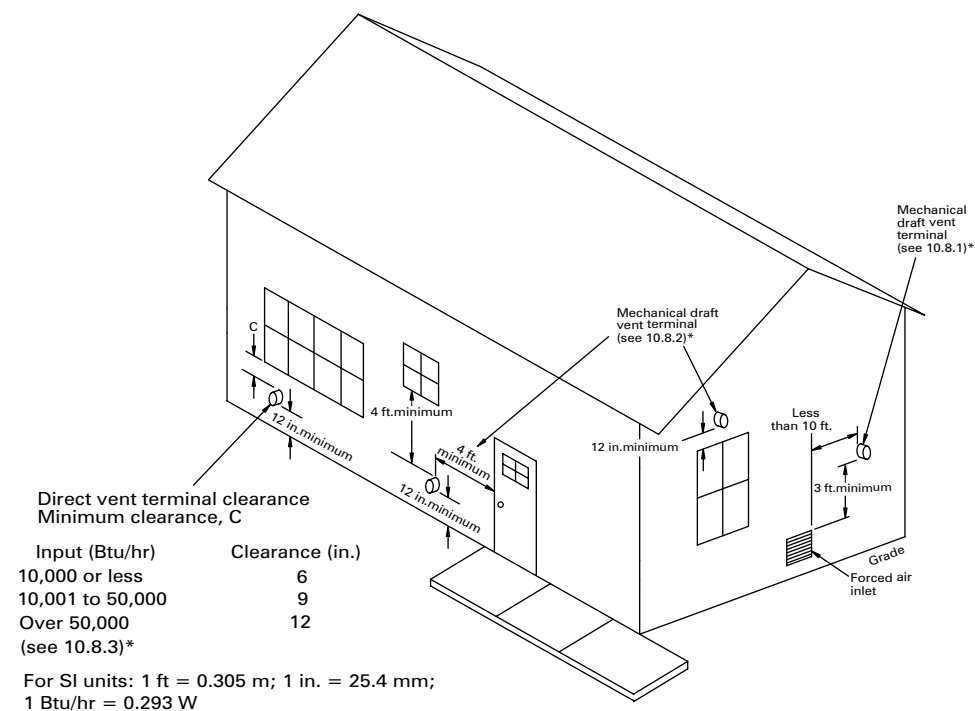 Mechanical
draft vent
terminal
(see 10.8.1)*
Mechanical draft
vent terminal
(see 10.8.2)*
C
4 ft.minimum
12 in.minimum
4 ft.
minimum
12 in.minimum
12 in.minimum
Less
than 10 ft.
3 ft.minimum
Grade
Forced air
inlet
Direct vent terminal clearance
Minimum clearance, C
Input (Btu/hr) Clearance (in.)
10,000 or less 6
10,001 to 50,000 9
Over 50,000 12
(see 10.8.3)*
For SI units: 1 ft = 0.305 m; 1 in. = 25.4 mm;
1 Btu/hr = 0.293 W